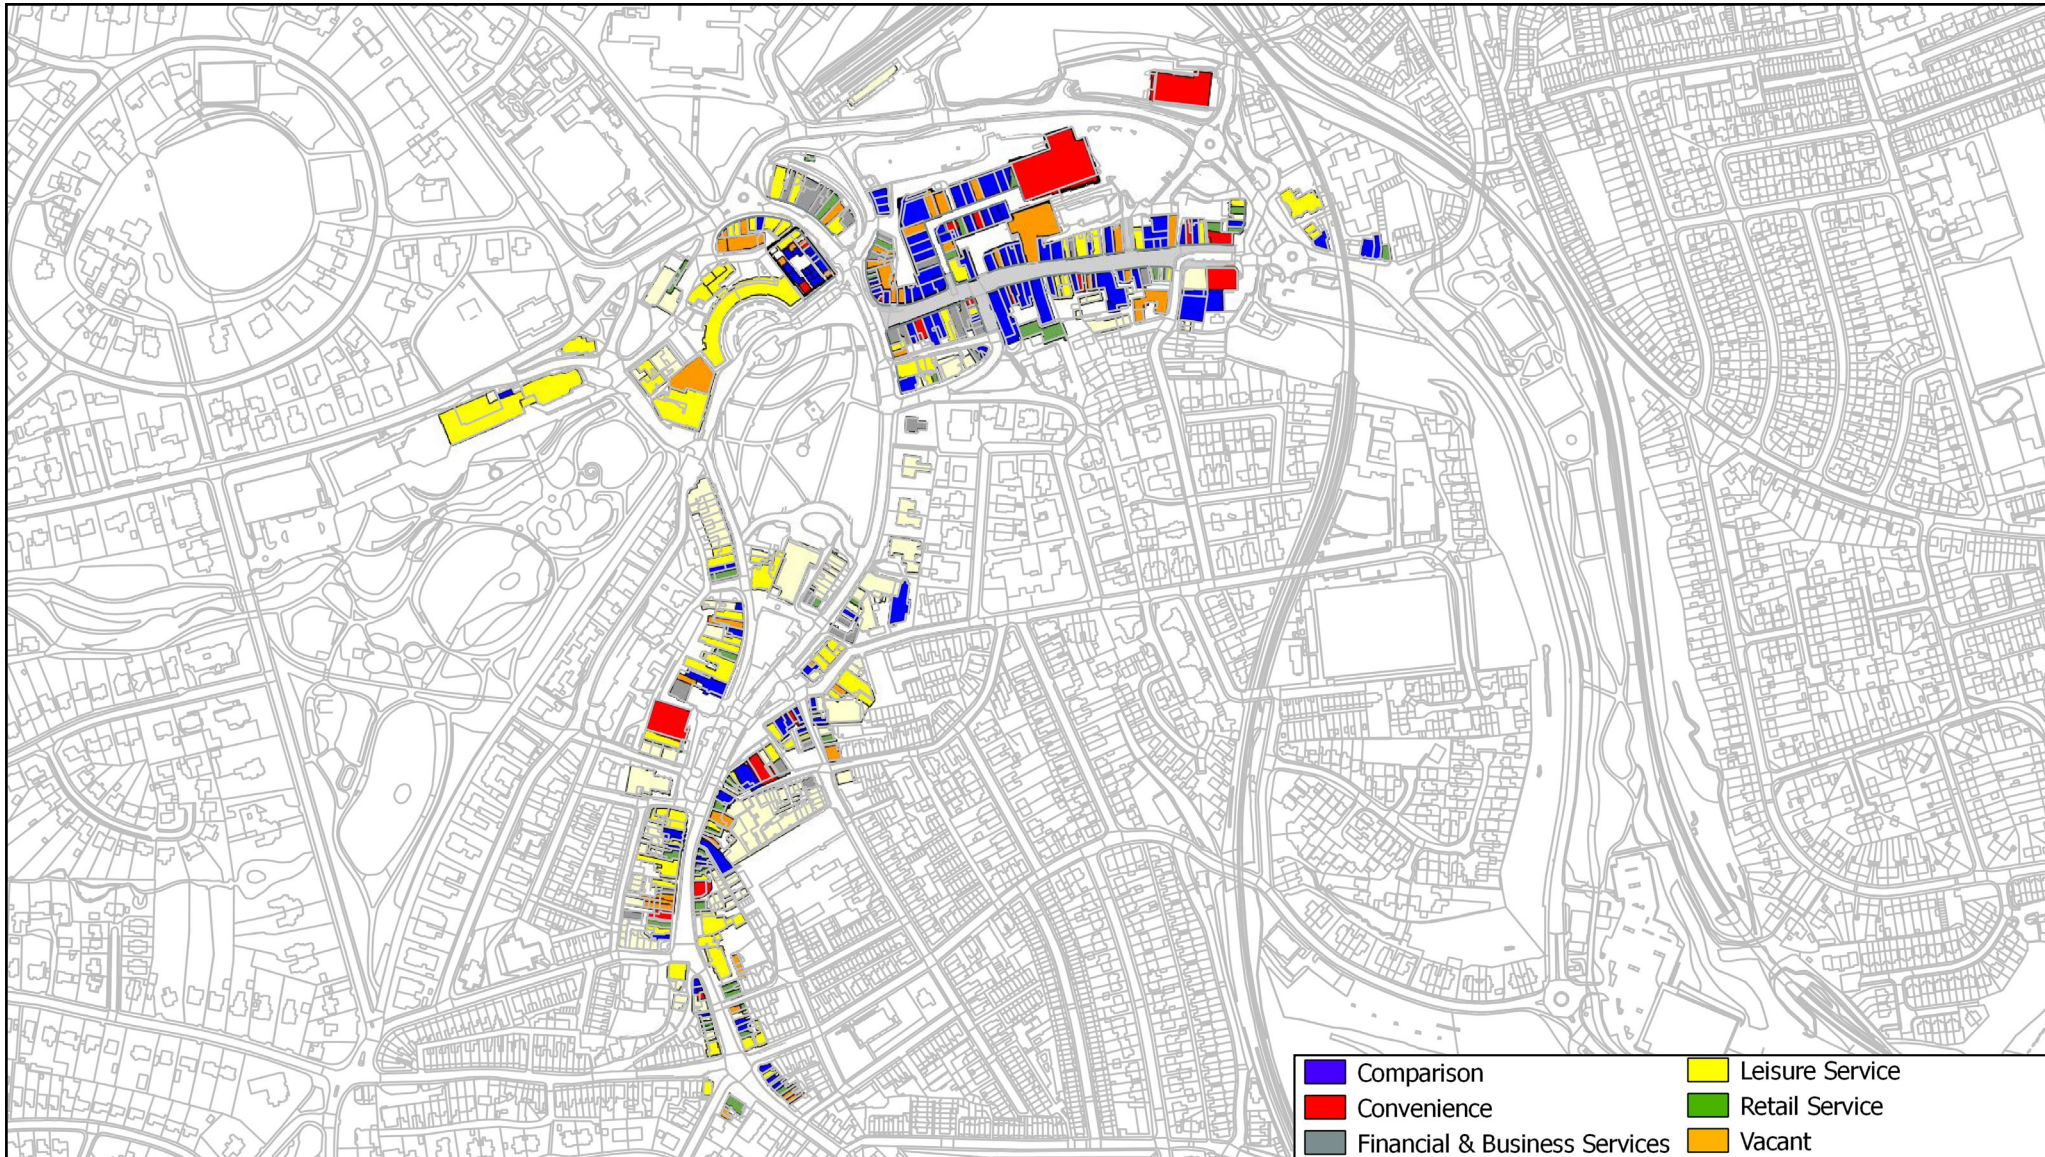 Comparison
Convenience
Financial & Business Services
Leisure Service
Retail Service
Vacant